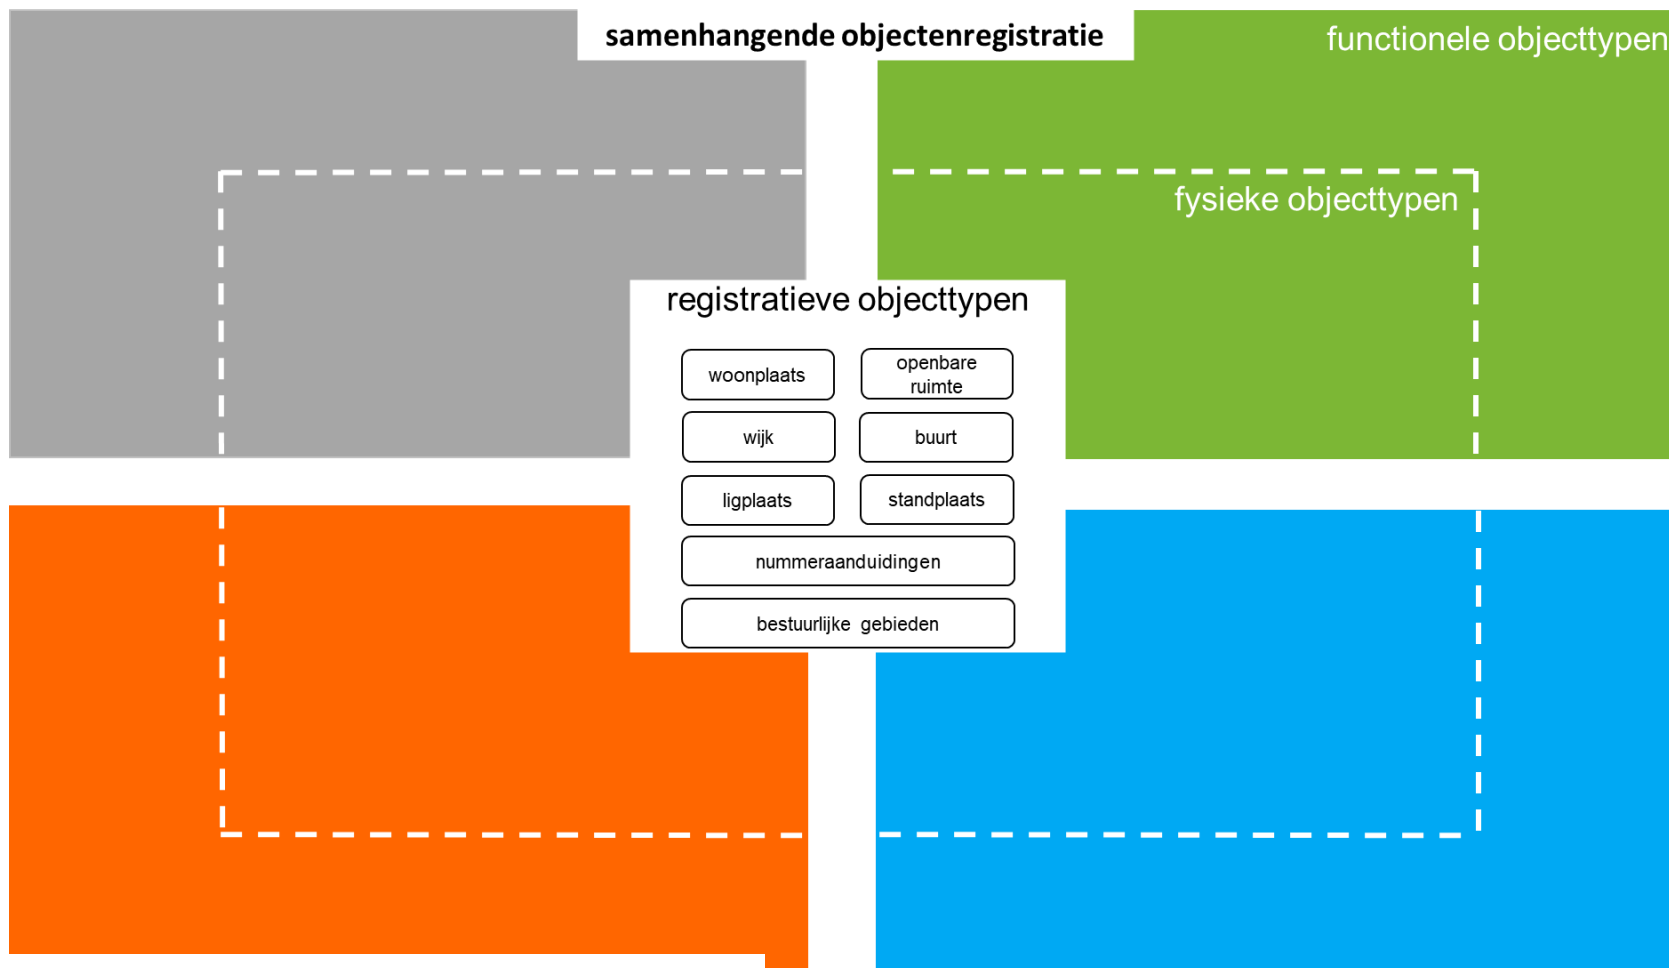 samenhangende objectenregistratie
functionele objecttypen
fysieke objecttypen
registratieve objecttypen
woonplaats
openbare
ruimte
wijk
buurt
ligplaats
standplaats
nummeraanduidingen
bestuurlijke gebieden